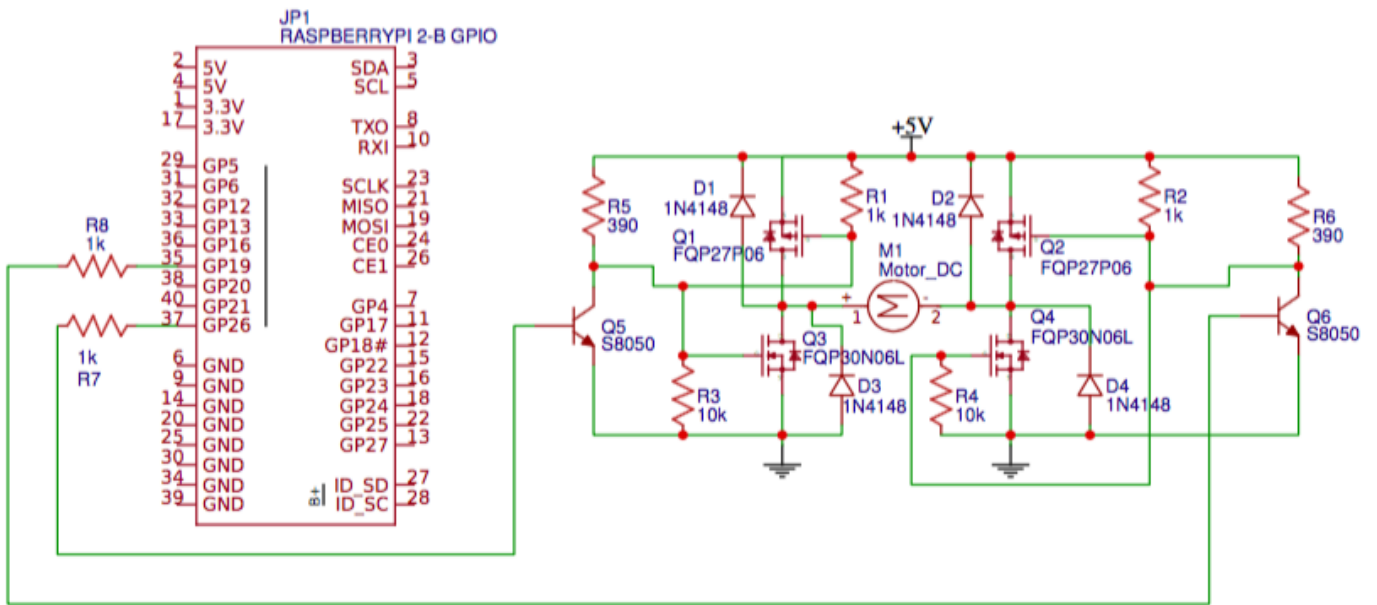 JP1
RASPBERRYPI 2-B GPIO
2 5V SDA 3
4 5V SCL 5
1 3.3V
17 3.3V TXO 8
RXI 10
29 GP5
31 GP6 SCLK 23
32 GP12 MISO 21
33 GP13 MOSI 19
36 GP16 CE0 24
35 GP19 CE1 26
38 GP20
40 GP21 GP4 7
37 GP26 GP17 11
GP18# 12
6 GND GP22 15
9 GND GP23 16
14 GND GP24 18
20 GND GP25 22
25 GND GP27 13
30 GND
34 GND ID_SD 27
39 GND ID_SC 28
B+
R8
1k
1k
R7
+5V
R5
390
D1
1N4148
Q1
FQP27P06
R1
1k
D2
1N4148
Q2
FQP27P06
R2
1k
R6
390
M1
Motor_DC
+ -
1 2
Q5
S8050
Q3
FQP30N06L
R3
10k
D3
1N4148
Q4
FQP30N06L
R4
10k
D4
1N4148
Q6
S8050